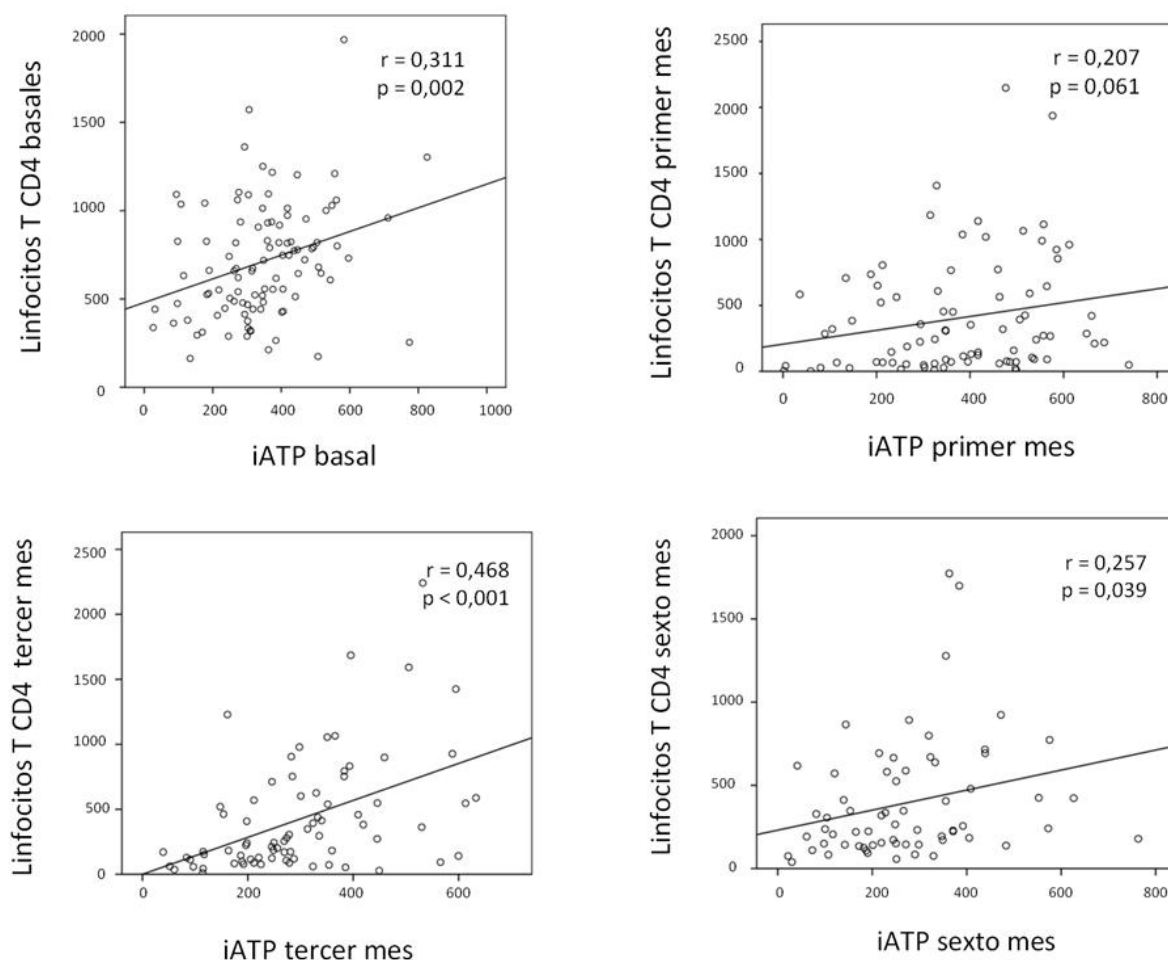 Linfocitos T CD4 basales
2000
1500
1000
500
0
r = 0,311
p = 0,002
0 200 400 600 800 1000
iATP basal
Linfocitos T CD4 primer mes
2500
2000
1500
1000
500
0
r = 0,207
p = 0,061
0 200 400 600 800
iATP primer mes
Linfocitos T CD4 tercer mes
2500
2000
1500
1000
500
0
r = 0,468
p < 0,001
0 200 400 600
iATP tercer mes
Linfocitos T CD4 sexto mes
2000
1500
1000
500
0
r = 0,257
p = 0,039
0 200 400 600 800
iATP sexto mes